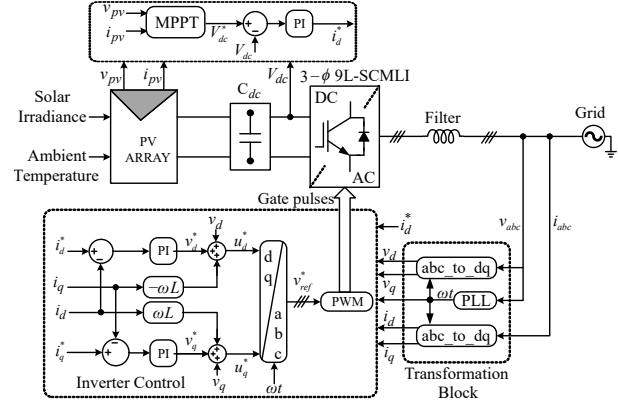 v_pv
i_pv
MPPT
V*_dc
V_dc
PI
i*_d
v_pv
i_pv
V_dc
3−ϕ 9L-SCMLI
Solar
Irradiance
Ambient
Temperature
PV
ARRAY
C_dc
DC
AC
Filter
Grid
Gate pulses
v_abc
i_abc
i*_d
i*_d
i_q
i_d
i*_q
PI
v*_d
v_d
u*_d
−ωL
ωL
PI
v*_q
v_q
u*_q
d
q
a
b
c
ωt
v*_ref
PWM
Inverter Control
v_d
v_q
ωt
i_d
i_q
abc_to_dq
PLL
abc_to_dq
Transformation
Block